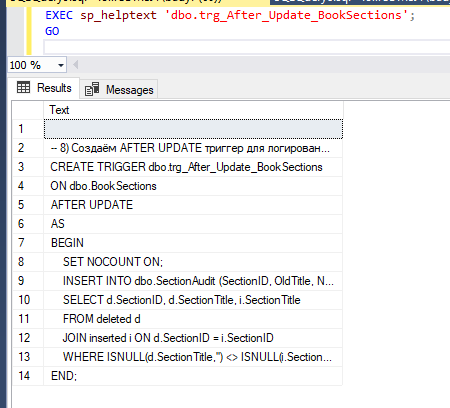 EXEC sp_helptext 'dbo.trg_After_Update_BookSections';
GO
100 %
Results Messages
Text
1
2 -- 8) Создаём AFTER UPDATE триггер для логирован...
3 CREATE TRIGGER dbo.trg_After_Update_BookSections
4 ON dbo.BookSections
5 AFTER UPDATE
6 AS
7 BEGIN
8 SET NOCOUNT ON;
9 INSERT INTO dbo.SectionAudit (SectionID, OldTitle, N...
10 SELECT d.SectionID, d.SectionTitle, i.SectionTitle
11 FROM deleted d
12 JOIN inserted i ON d.SectionID = i.SectionID
13 WHERE ISNULL(d.SectionTitle,'') <> ISNULL(i.Section...
14 END;